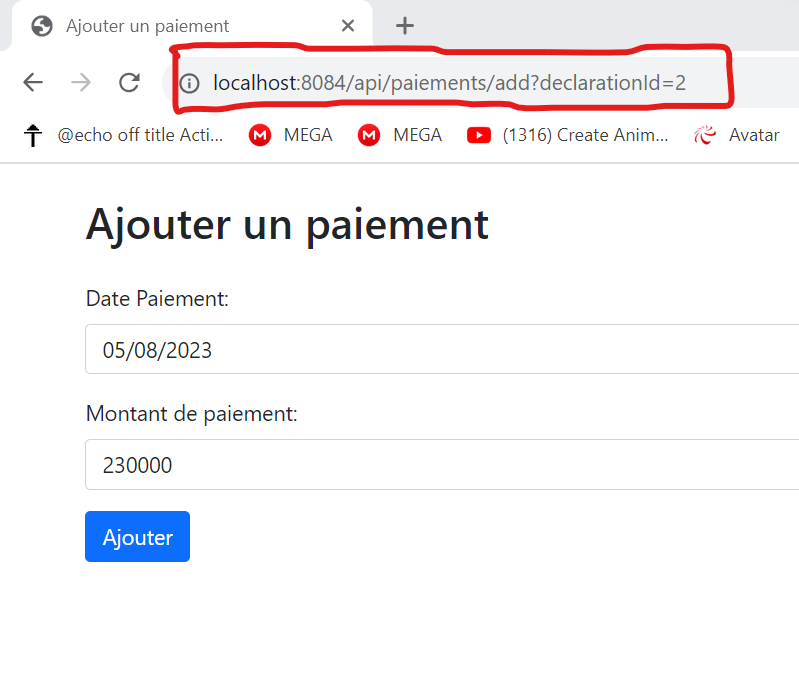 Ajouter un paiement
localhost:8084/api/paiements/add?declarationId=2
@echo off title Acti... MEGA MEGA (1316) Create Anim... Avatar
Ajouter un paiement
Date Paiement:
05/08/2023
Montant de paiement:
230000
Ajouter